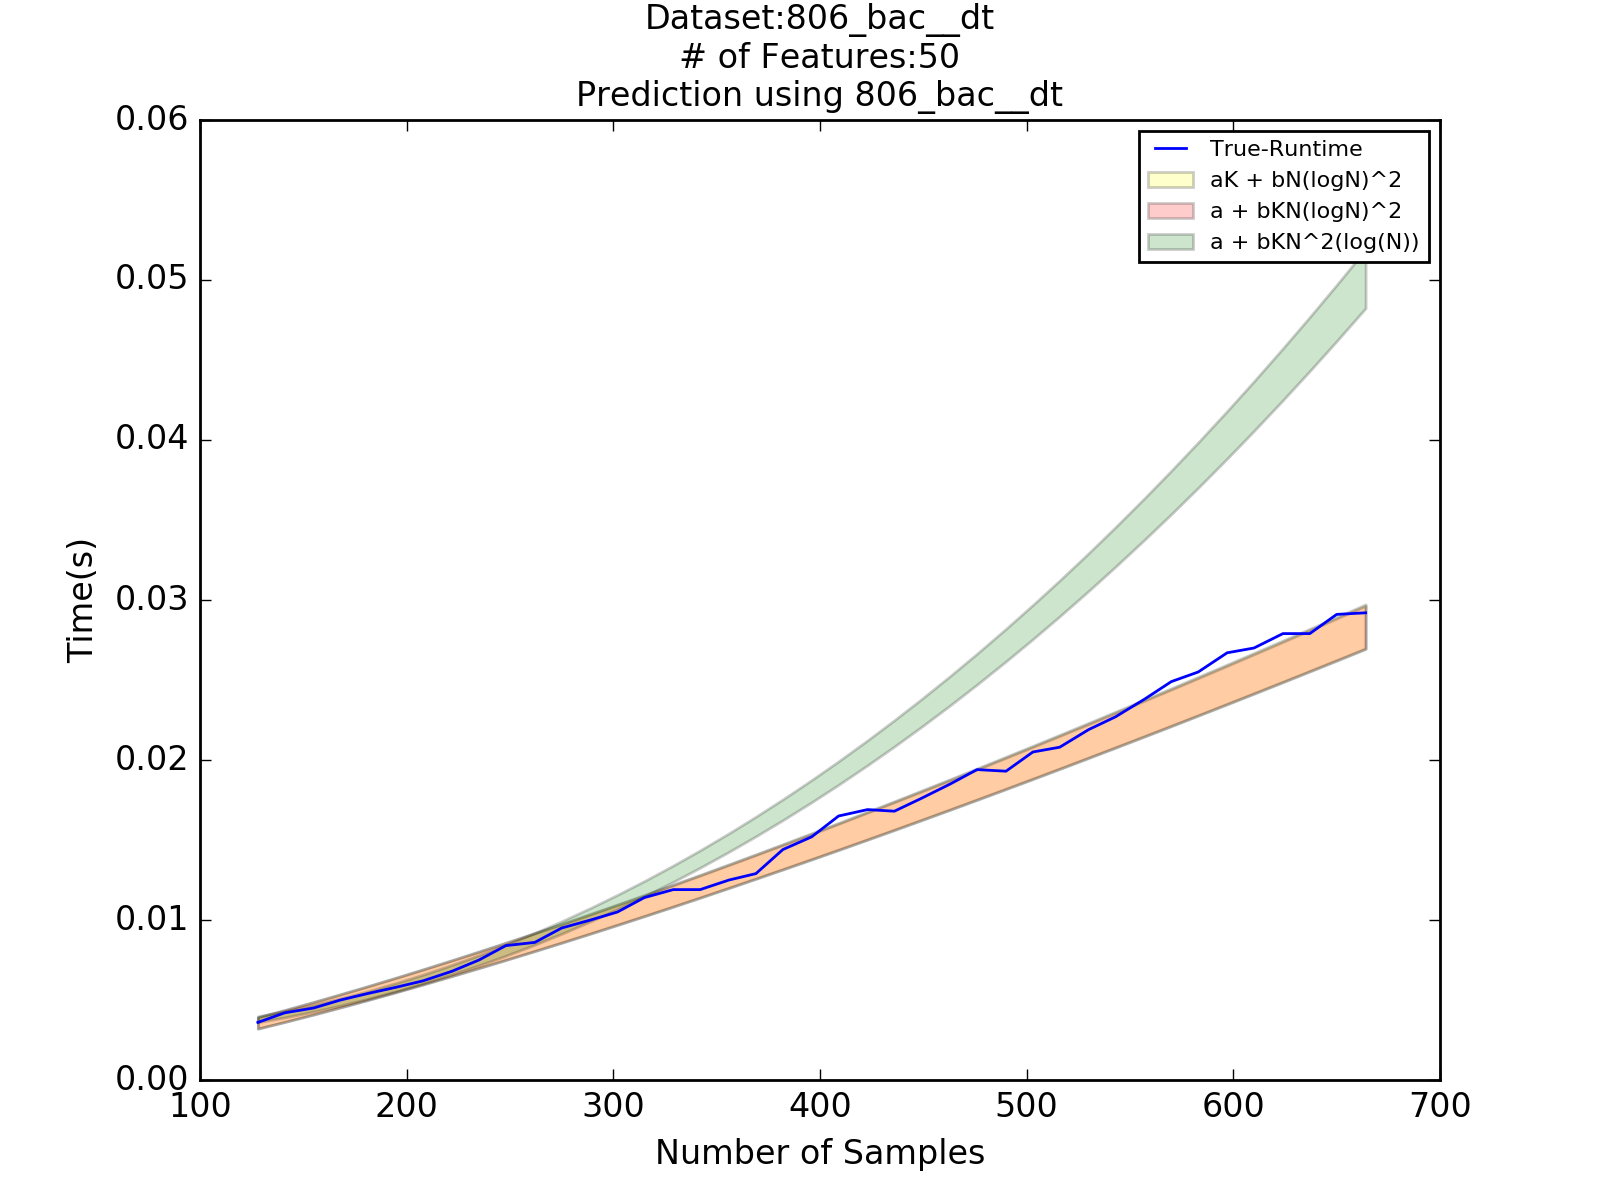 Dataset:806_bac__dt
# of Features:50
Prediction using 806_bac__dt
0.06
0.05
0.04
0.03
0.02
0.01
0.00
Time(s)
True-Runtime
aK + bN(logN)^2
a + bKN(logN)^2
a + bKN^2(log(N))
100 200 300 400 500 600 700
Number of Samples